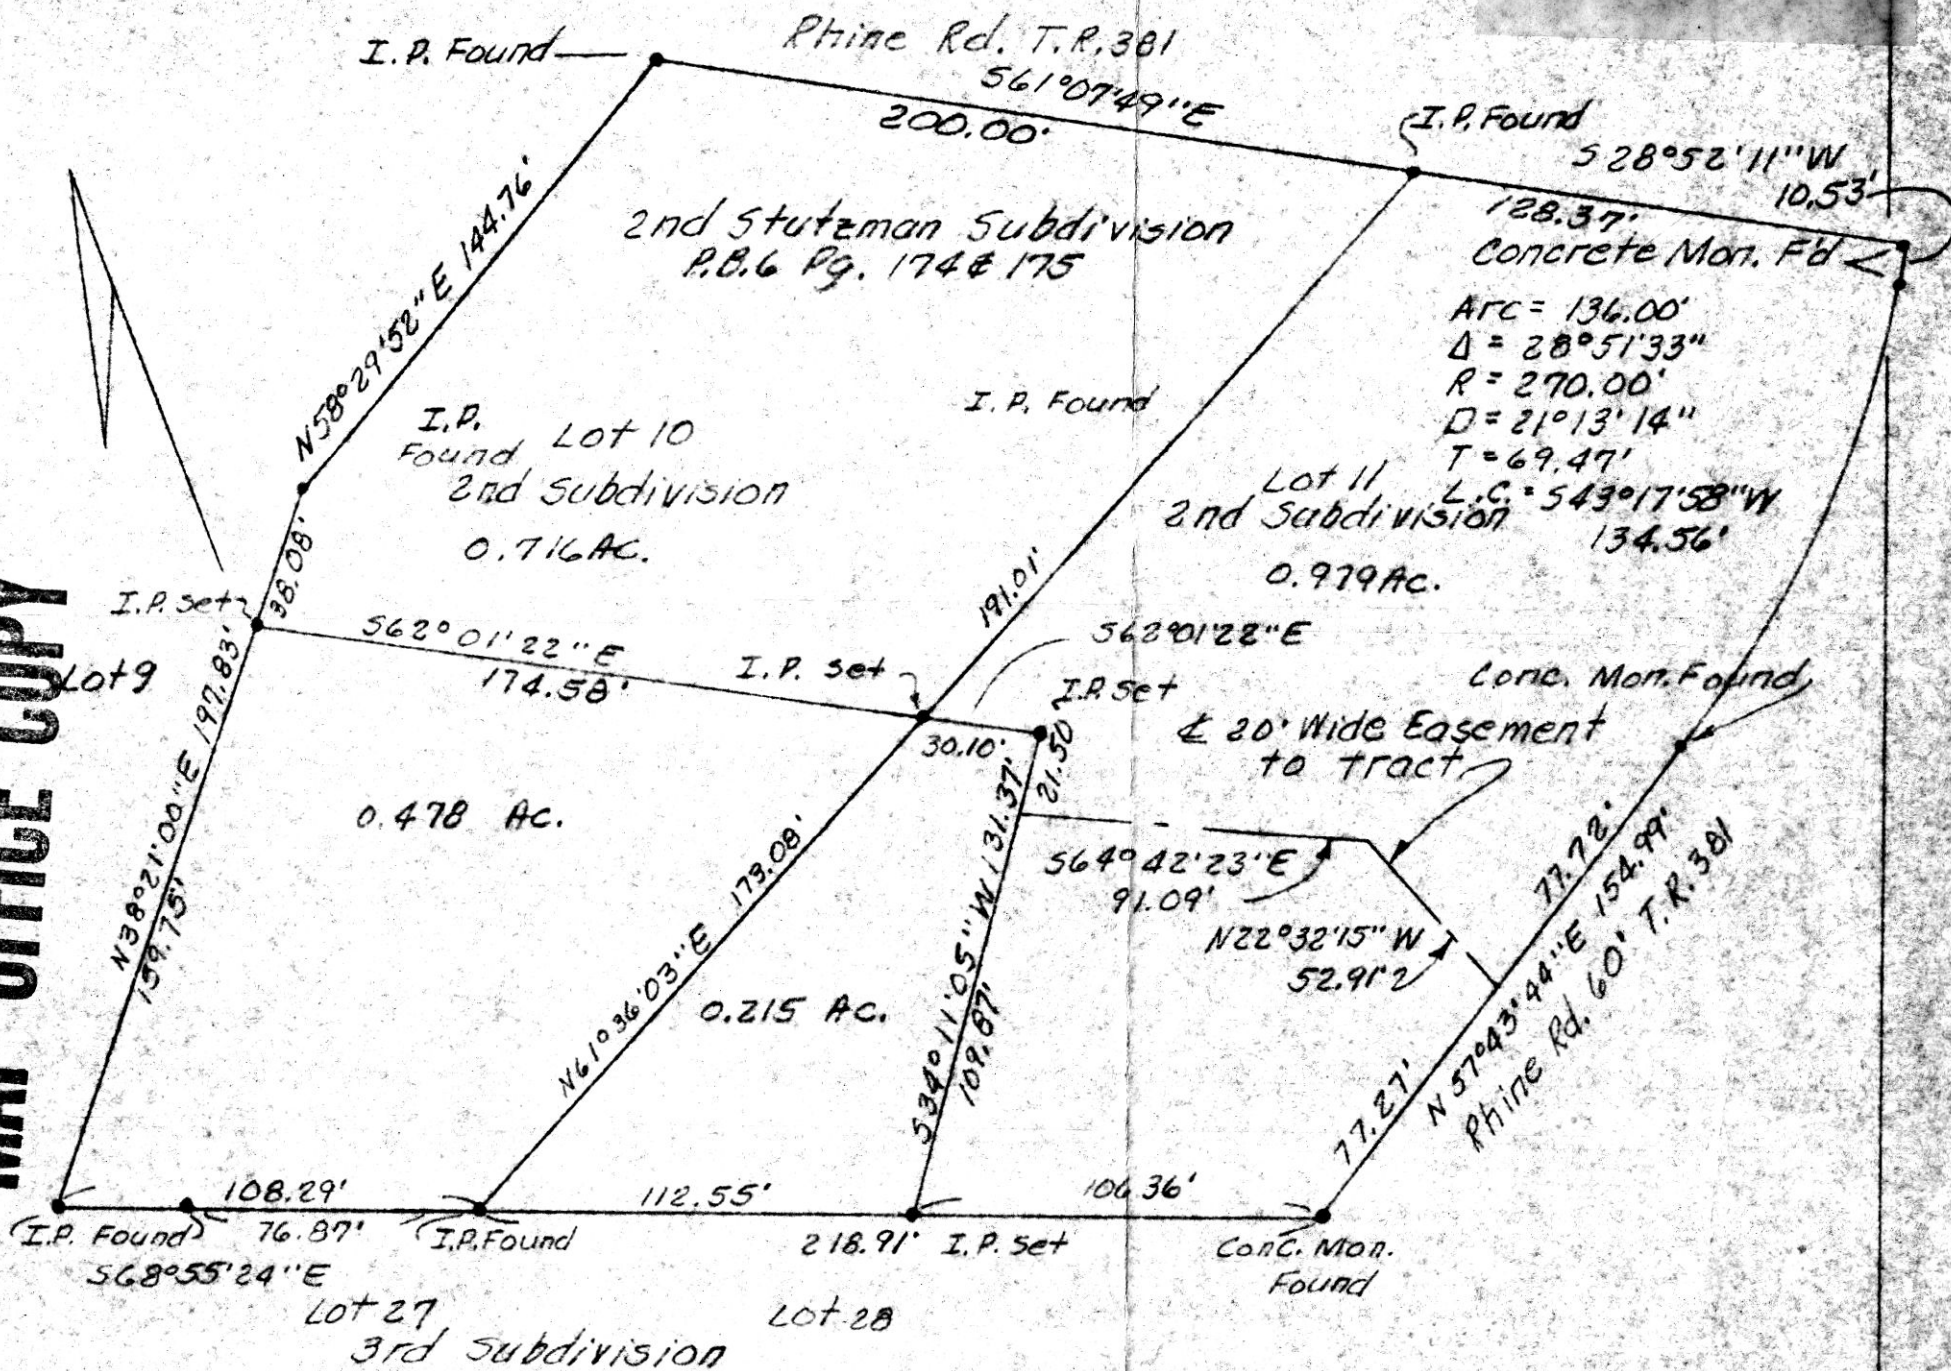 Phine Rd. T.R.381
I.P. Found
S61°07'49"E
200.00'
I.P. Found
S28°52'11"W
10.53'
128.37'
Concrete Mon. F'd
2nd Stutzman Subdivision
P.B.6 Pg. 174 & 175
Arc = 136.00'
Δ = 28°51'33"
R = 270.00'
D = 21°13'14"
T = 69.47'
L.C. = S43°17'58"W
134.56'
N58°29'52"E 144.76'
I.P.
Found
Lot 10
2nd Subdivision
0.716 AC.
I.P. Found
Lot 11
2nd Subdivision
0.979 Ac.
38.08'
I.P. Set
Lot 9
S62°01'22"E
174.58'
I.P. Set
191.01'
S62°01'22"E
I.P. Set
30.10'
21.50'
Conc. Mon. Found
℄ 20' Wide Easement
to tract
N38°21'00"E 197.83'
159.75'
0.478 AC.
N61°36'03"E 173.08'
0.215 AC.
S34°11'05"W 131.37'
109.87'
S64°42'23"E
91.09'
N22°32'15"W
52.91'
77.72'
N57°43'44"E 154.99'
Phine Rd. 60' T.R.381
77.27'
108.29'
112.55'
106.36'
(I.P. Found)
76.87'
(I.P. Found
218.91'
I.P. Set
Conc. Mon.
Found
S68°55'24"E
Lot 27
Lot 28
3rd Subdivision
MAP OFFICE COPY